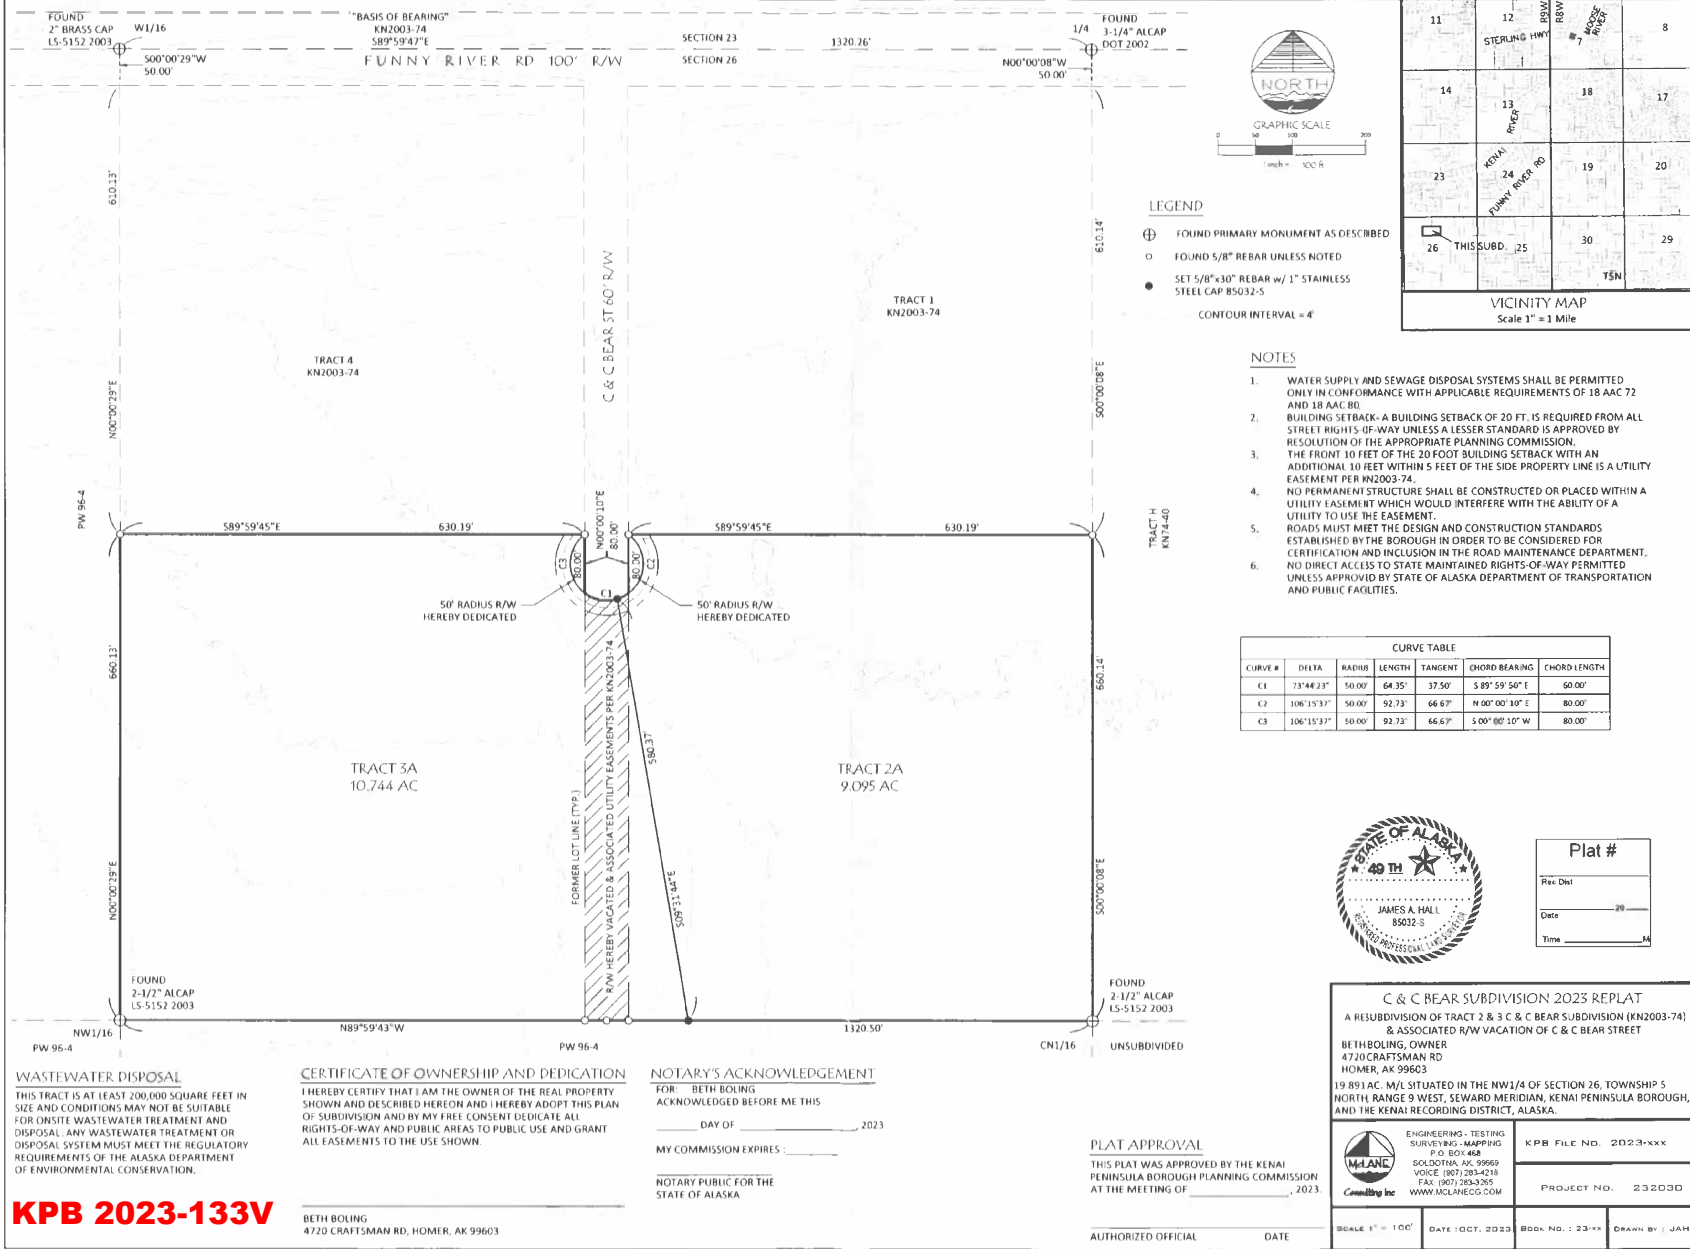 FOUND
2" BRASS CAP
LS-5152 2003
W1/16
"BASIS OF BEARING"
KN2003-74
S89°59'47"E
SECTION 23
1320.26'
1/4
FOUND
3-1/4" ALCAP
DOT 2002
S00°00'29"W
50.00'
FUNNY RIVER RD 100' R/W
SECTION 26
N00°00'08"W
50.00'
610.13'
N00°00'29"E
C & C BEAR ST 60' R/W
610.14'
S00°00'08"E
TRACT 4
KN2003-74
TRACT 1
KN2003-74
PW 96-4
TRACT H
KN74-40
S89°59'45"E
630.19'
N00°00'10"E
80.00'
S89°59'45"E
630.19'
C3
80.00'
80.00'
C2
C1
50' RADIUS R/W
HEREBY DEDICATED
50' RADIUS R/W
HEREBY DEDICATED
660.13'
N00°00'29"E
660.14'
S00°00'08"E
TRACT 3A
10.744 AC
TRACT 2A
9.095 AC
FORMER LOT LINE (TYP.)
R/W HEREBY VACATED & ASSOCIATED UTILITY EASEMENTS PER KN2003-74
580.37'
S09°31'44"E
FOUND
2-1/2" ALCAP
LS-5152 2003
FOUND
2-1/2" ALCAP
LS-5152 2003
NW1/16
N89°59'43"W
1320.50'
CN1/16
PW 96-4
PW 96-4
UNSUBDIVIDED
NORTH
GRAPHIC SCALE
0 50 100 200
1 inch = 100 ft
LEGEND
FOUND PRIMARY MONUMENT AS DESCRIBED
FOUND 5/8" REBAR UNLESS NOTED
SET 5/8"x30" REBAR w/ 1" STAINLESS
STEEL CAP 85032-S
CONTOUR INTERVAL = 4'
11
12
R9W
R8W
MOOSE
RIVER
7
8
STERLING HWY
14
13
18
17
KENAI
RIVER
23
24
19
20
FUNNY RIVER RD
26
THIS SUBD.
25
30
29
T5N
VICINITY MAP
Scale 1" = 1 Mile
NOTES
1. WATER SUPPLY AND SEWAGE DISPOSAL SYSTEMS SHALL BE PERMITTED
ONLY IN CONFORMANCE WITH APPLICABLE REQUIREMENTS OF 18 AAC 72
AND 18 AAC 80.
2. BUILDING SETBACK- A BUILDING SETBACK OF 20 FT. IS REQUIRED FROM ALL
STREET RIGHTS-OF-WAY UNLESS A LESSER STANDARD IS APPROVED BY
RESOLUTION OF THE APPROPRIATE PLANNING COMMISSION.
3. THE FRONT 10 FEET OF THE 20 FOOT BUILDING SETBACK WITH AN
ADDITIONAL 10 FEET WITHIN 5 FEET OF THE SIDE PROPERTY LINE IS A UTILITY
EASEMENT PER KN2003-74.
4. NO PERMANENT STRUCTURE SHALL BE CONSTRUCTED OR PLACED WITHIN A
UTILITY EASEMENT WHICH WOULD INTERFERE WITH THE ABILITY OF A
UTILITY TO USE THE EASEMENT.
5. ROADS MUST MEET THE DESIGN AND CONSTRUCTION STANDARDS
ESTABLISHED BY THE BOROUGH IN ORDER TO BE CONSIDERED FOR
CERTIFICATION AND INCLUSION IN THE ROAD MAINTENANCE DEPARTMENT.
6. NO DIRECT ACCESS TO STATE MAINTAINED RIGHTS-OF-WAY PERMITTED
UNLESS APPROVID BY STATE OF ALASKA DEPARTMENT OF TRANSPORTATION
AND PUBLIC FACILITIES.
CURVE TABLE
CURVE # DELTA RADIUS LENGTH TANGENT CHORD BEARING CHORD LENGTH
C1 73°44'23" 50.00' 64.35' 37.50' S 89° 59' 50" E 60.00'
C2 106°15'37" 50.00' 92.73' 66.67' N 00° 00' 10" E 80.00'
C3 106°15'37" 50.00' 92.73' 66.67' S 00° 00' 10" W 80.00'
STATE OF ALASKA
49 TH
JAMES A. HALL
85032-S
REGISTERED PROFESSIONAL LAND SURVEYOR
Plat #
Rec Dist
20
Date
Time M
C & C BEAR SUBDIVISION 2023 REPLAT
A RESUBDIVISION OF TRACT 2 & 3 C & C BEAR SUBDIVISION (KN2003-74)
& ASSOCIATED R/W VACATION OF C & C BEAR STREET
BETH BOLING, OWNER
4720 CRAFTSMAN RD
HOMER, AK 99603
19.891 AC. M/L SITUATED IN THE NW1/4 OF SECTION 26, TOWNSHIP 5
NORTH, RANGE 9 WEST, SEWARD MERIDIAN, KENAI PENINSULA BOROUGH,
AND THE KENAI RECORDING DISTRICT, ALASKA.
McLANE
Consulting Inc
ENGINEERING - TESTING
SURVEYING - MAPPING
P.O. BOX 468
SOLDOTNA, AK. 99669
VOICE: (907) 283-4218
FAX: (907) 283-3265
WWW.MCLANECG.COM
KPB FILE NO. 2023-xxx
PROJECT NO. 232030
SCALE 1" = 100'
DATE : OCT. 2023
BOOK NO. : 23-xx
DRAWN BY : JAH
WASTEWATER DISPOSAL
THIS TRACT IS AT LEAST 200,000 SQUARE FEET IN
SIZE AND CONDITIONS MAY NOT BE SUITABLE
FOR ONSITE WASTEWATER TREATMENT AND
DISPOSAL. ANY WASTEWATER TREATMENT OR
DISPOSAL SYSTEM MUST MEET THE REGULATORY
REQUIREMENTS OF THE ALASKA DEPARTMENT
OF ENVIRONMENTAL CONSERVATION.
KPB 2023-133V
CERTIFICATE OF OWNERSHIP AND DEDICATION
I HEREBY CERTIFY THAT I AM THE OWNER OF THE REAL PROPERTY
SHOWN AND DESCRIBED HEREON AND I HEREBY ADOPT THIS PLAN
OF SUBDIVISION AND BY MY FREE CONSENT DEDICATE ALL
RIGHTS-OF-WAY AND PUBLIC AREAS TO PUBLIC USE AND GRANT
ALL EASEMENTS TO THE USE SHOWN.
BETH BOLING
4720 CRAFTSMAN RD, HOMER, AK 99603
NOTARY'S ACKNOWLEDGEMENT
FOR: BETH BOLING
ACKNOWLEDGED BEFORE ME THIS
DAY OF , 2023
MY COMMISSION EXPIRES :
NOTARY PUBLIC FOR THE
STATE OF ALASKA
PLAT APPROVAL
THIS PLAT WAS APPROVED BY THE KENAI
PENINSULA BOROUGH PLANNING COMMISSION
AT THE MEETING OF , 2023.
AUTHORIZED OFFICIAL DATE